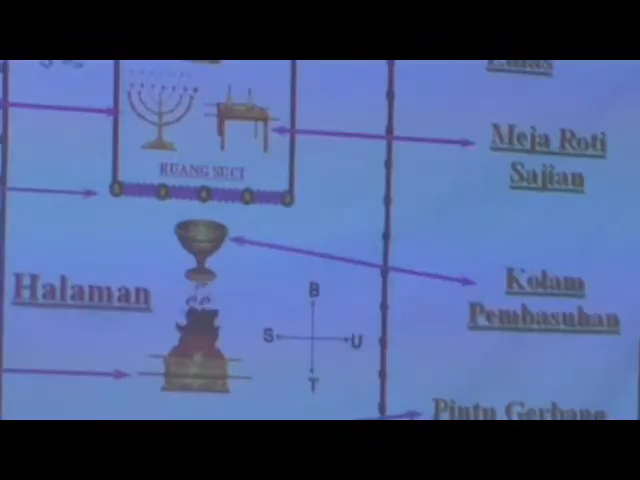 Meja Roti
Sajian
RUANG SUCI
Kolam
Pembasuhan
Halaman
B
S
U
T
Pintu Gerbang